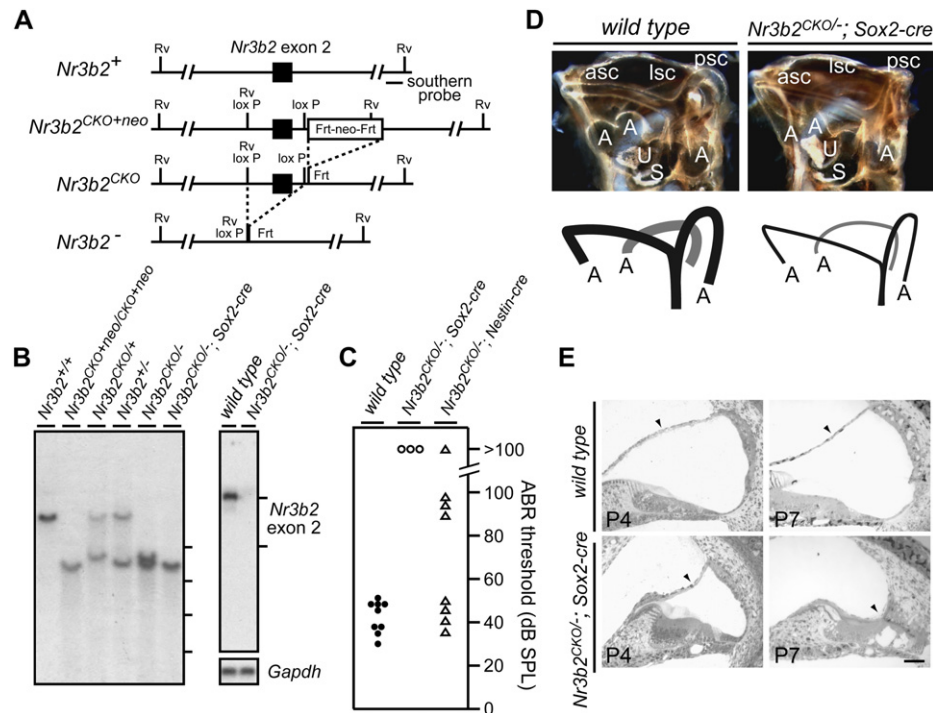 A
Nr3b2+
Rv
Nr3b2 exon 2
Rv
southern
probe
Nr3b2CKO+neo
Rv
Rv
lox P
lox P
Rv
Rv
Frt-neo-Frt
Nr3b2CKO
Rv
Rv
lox P
lox P
Rv
Frt
Nr3b2-
Rv
Rv
lox P
Frt
Rv
B
Nr3b2+/+
Nr3b2CKO+neo/CKO+neo
Nr3b2CKO/+
Nr3b2+/-
Nr3b2CKO/-
Nr3b2CKO/-; Sox2-cre
wild type
Nr3b2CKO/-; Sox2-cre
Nr3b2
exon 2
Gapdh
C
wild type
Nr3b2CKO/-; Sox2-cre
Nr3b2CKO/-; Nestin-cre
>100
100
80
60
40
20
0
ABR threshold (dB SPL)
D
wild type
Nr3b2CKO/-; Sox2-cre
asc
lsc
psc
A
A
U
S
A
asc
lsc
psc
A
A
U
S
A
A
A
A
A
A
A
E
wild type
P4
P7
Nr3b2CKO/-; Sox2-cre
P4
P7